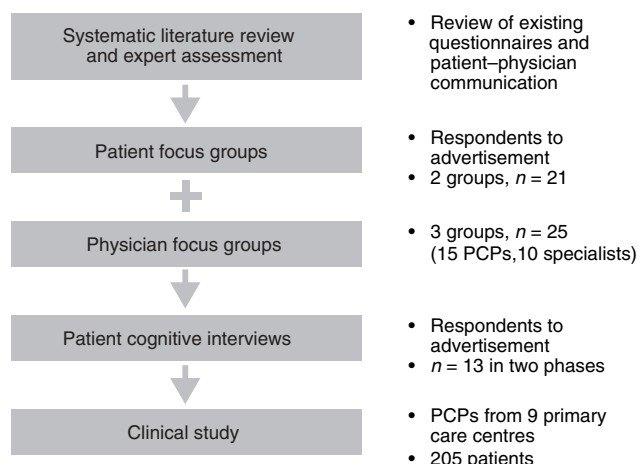 Systematic literature review
and expert assessment
• Review of existing
questionnaires and
patient–physician
communication
Patient focus groups
• Respondents to
advertisement
• 2 groups, n = 21
Physician focus groups
• 3 groups, n = 25
(15 PCPs,10 specialists)
Patient cognitive interviews
• Respondents to
advertisement
• n = 13 in two phases
Clinical study
• PCPs from 9 primary
care centres
• 205 patients